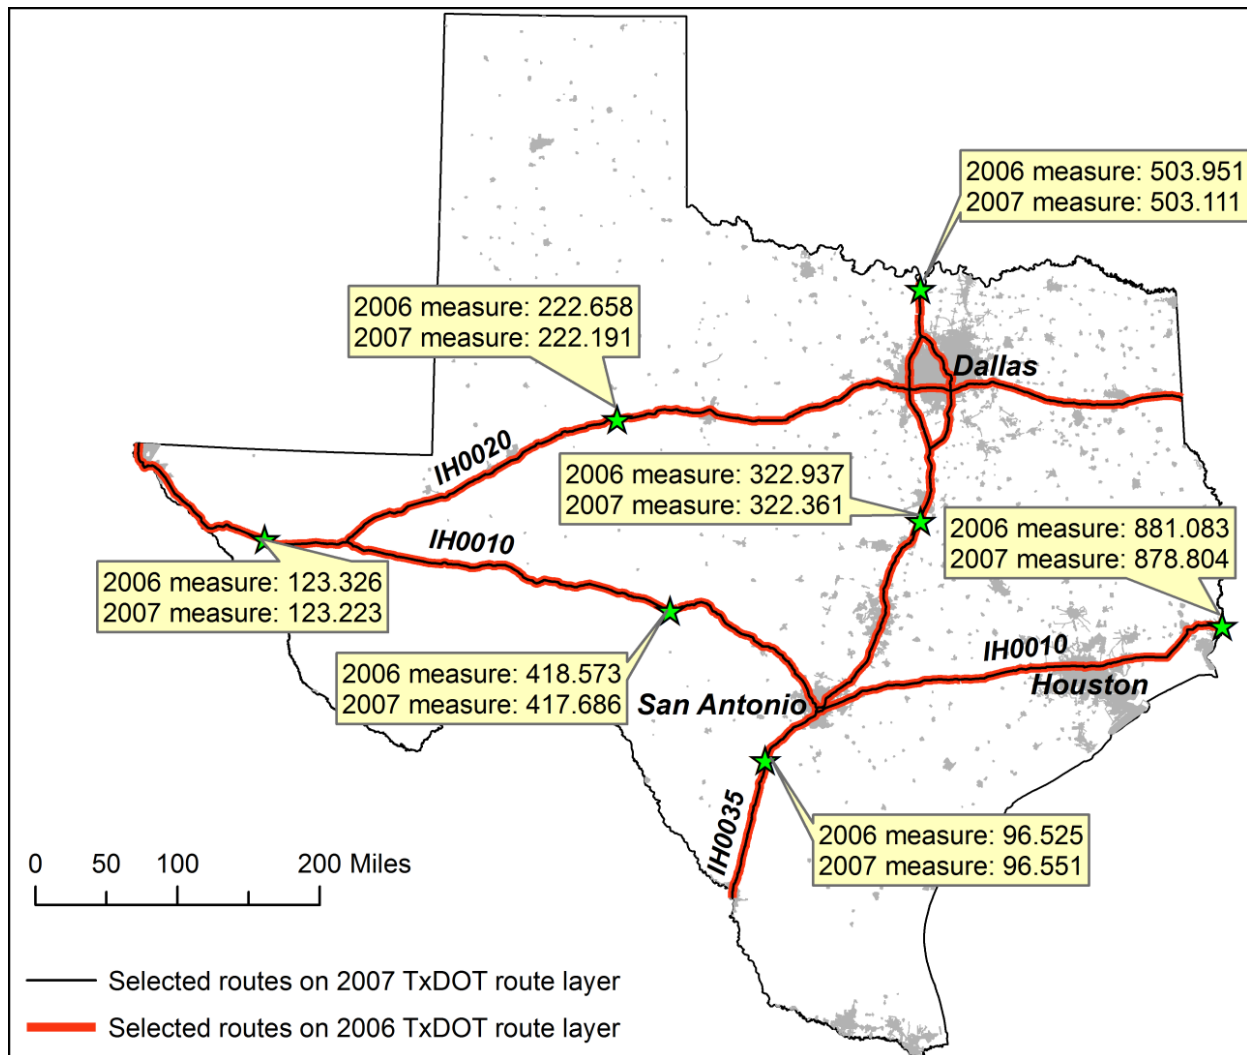 2006 measure: 503.951
2007 measure: 503.111
2006 measure: 222.658
2007 measure: 222.191
Dallas
IH0020
2006 measure: 322.937
2007 measure: 322.361
2006 measure: 881.083
2007 measure: 878.804
IH0010
2006 measure: 123.326
2007 measure: 123.223
2006 measure: 418.573
2007 measure: 417.686
IH0010
Houston
San Antonio
IH0035
2006 measure: 96.525
2007 measure: 96.551
0 50 100 200 Miles
Selected routes on 2007 TxDOT route layer
Selected routes on 2006 TxDOT route layer